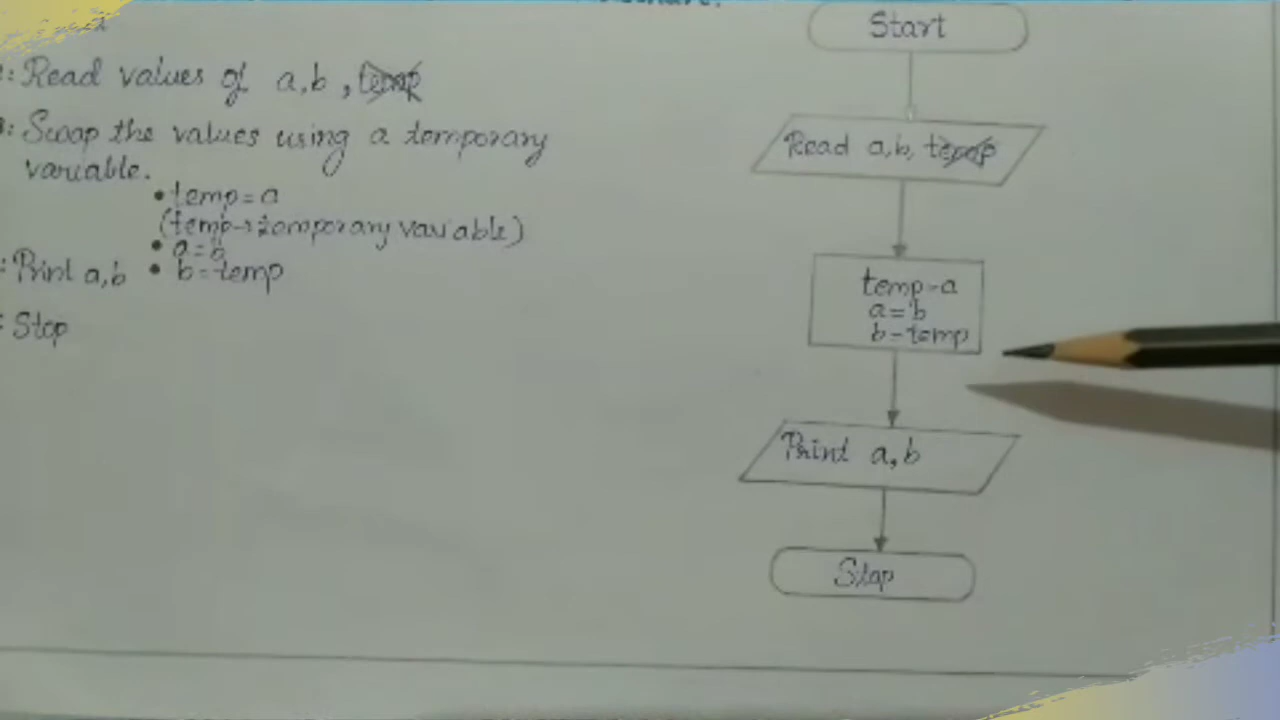 : Read values of a,b, temp
: Swap the values using a temporary
variable.
• temp=a
(temp→temporary variable)
• a=b
• b=temp
: Print a,b
: Stop
Start
Read a,b, temp
temp=a
a=b
b=temp
Print a,b
Stop